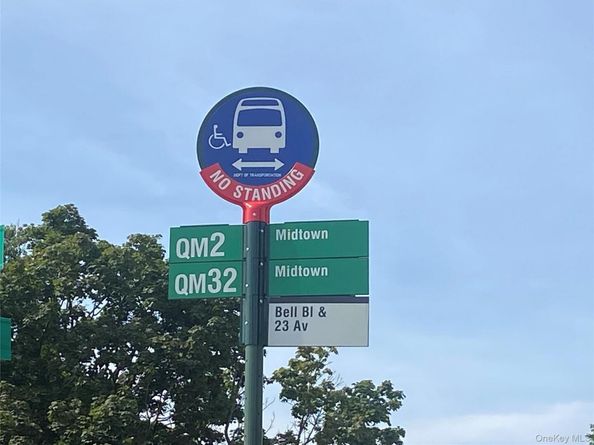 DEPT OF TRANSPORTATION
NO STANDING
QM2 Midtown
QM32 Midtown
Bell Bl &
23 Av
OneKey MLS